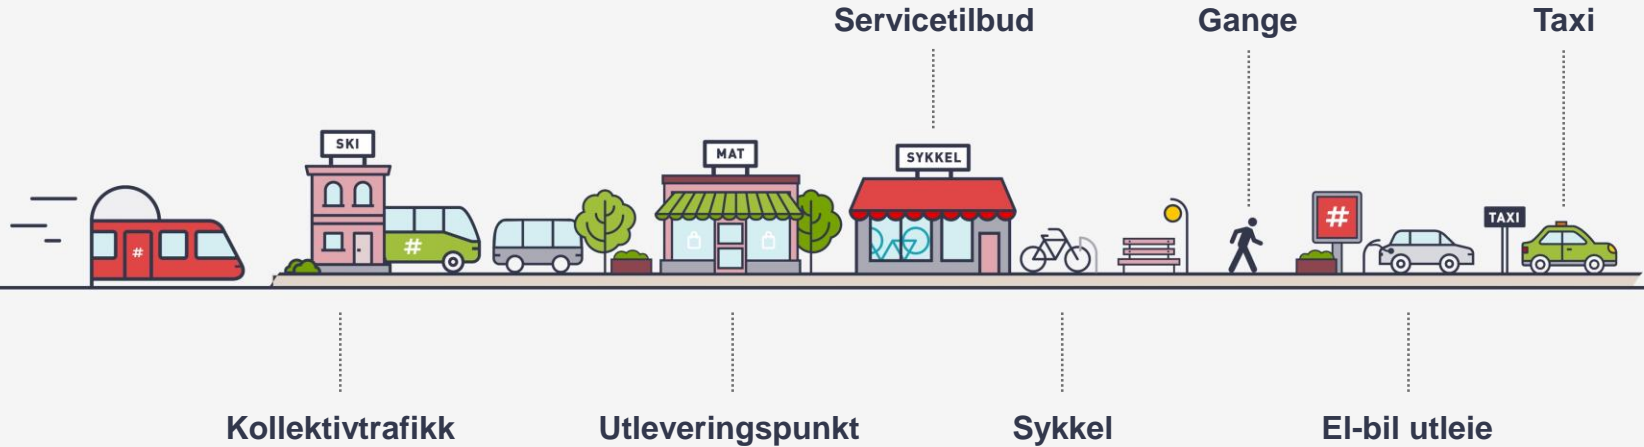 Servicetilbud
Gange
Taxi
SKI
MAT
SYKKEL
TAXI
#
#
#
Kollektivtrafikk
Utleveringspunkt
Sykkel
El-bil utleie